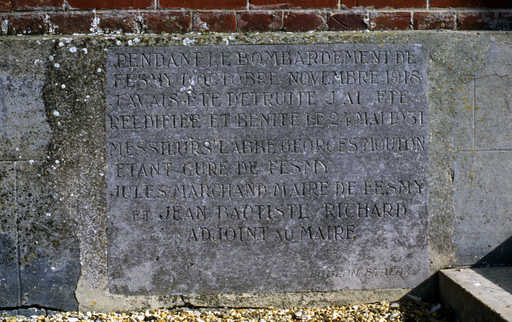 PENDANT LE BOMBARDEMENT DE
FESMY D'OCTOBRE NOVEMBRE 1918
J'AVAIS ÉTÉ DÉTRUITE J'AI ÉTÉ
RÉÉDIFIÉE ET BÉNITE LE 24 MAI 1931
MESSIEURS L'ABBÉ GEORGES MOUTON
ETANT CURÉ DE FESMY
JULES MARCHAND MAIRE DE FESMY
ET JEAN BAPTISTE RICHARD
ADJOINT AU MAIRE